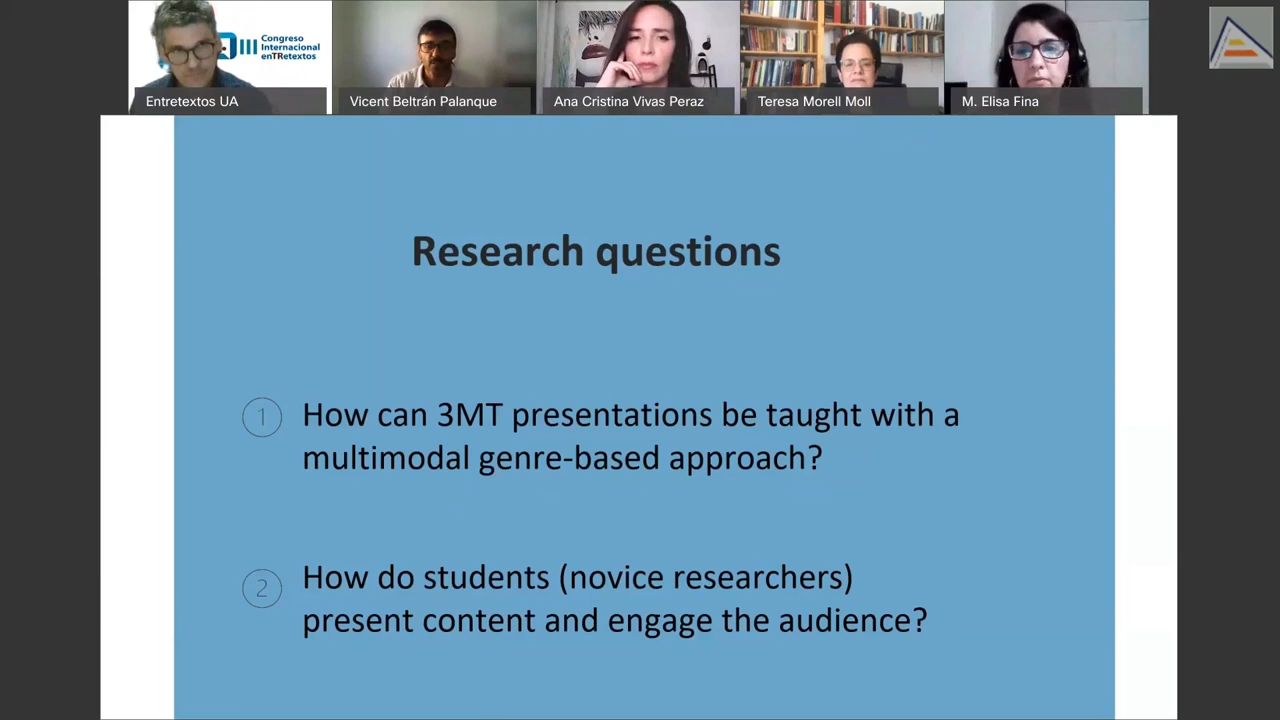 Congreso
Internacional
enTRetextos
Entretextos UA
Vicent Beltrán Palanque
Ana Cristina Vivas Peraz
Teresa Morell Moll
M. Elisa Fina
Research questions
1 How can 3MT presentations be taught with a
multimodal genre-based approach?
2 How do students (novice researchers)
present content and engage the audience?